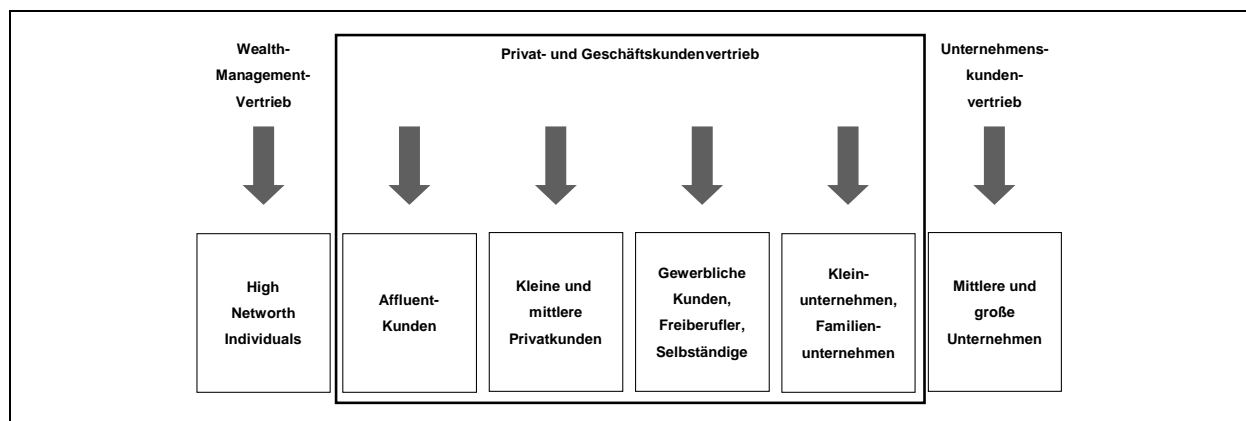 Wealth-
Management-
Vertrieb
Privat- und Geschäftskundenvertrieb
Unternehmens-
kunden-
vertrieb
High
Networth
Individuals
Affluent-
Kunden
Kleine und
mittlere
Privatkunden
Gewerbliche
Kunden,
Freiberufler,
Selbständige
Klein-
unternehmen,
Familien-
unternehmen
Mittlere und
große
Unternehmen